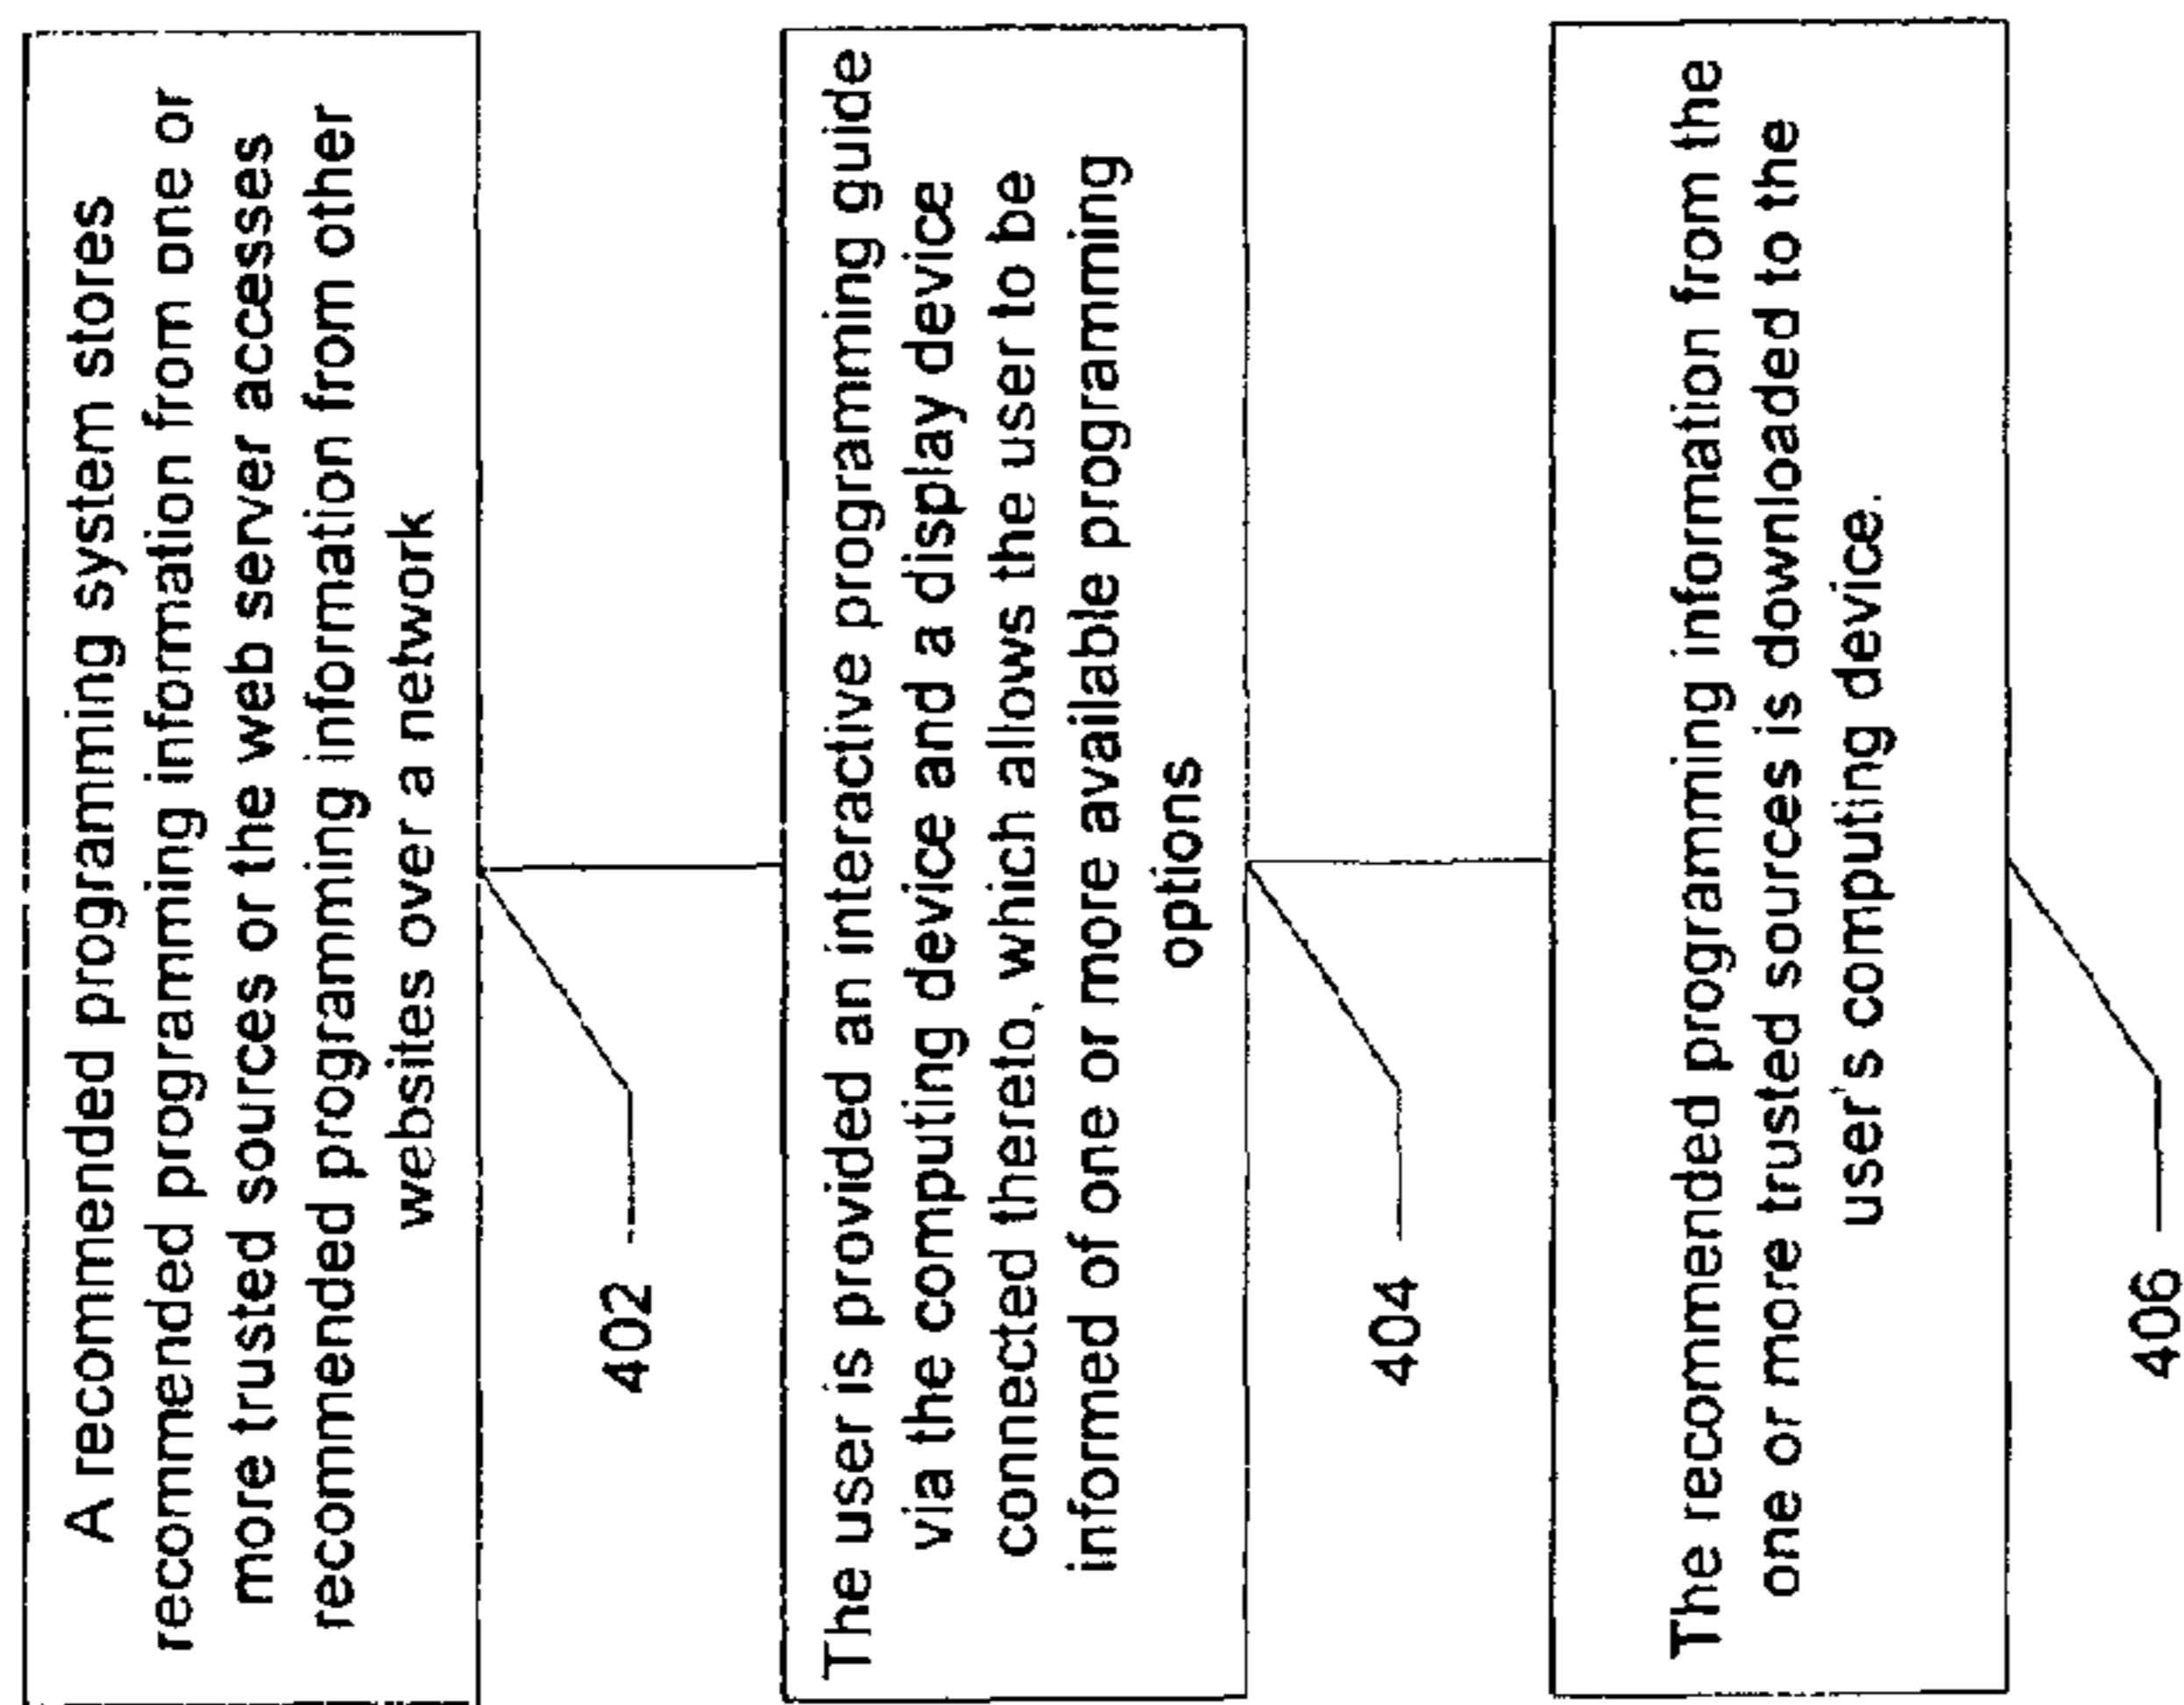 A recommended programming system stores
recommended programming information from one or
more trusted sources or the web server accesses
recommended programming information from other
websites over a network
402
The user is provided an interactive programming guide
via the computing device and a display device
connected thereto, which allows the user to be
informed of one or more available programming
options
404
The recommended programming information from the
one or more trusted sources is downloaded to the
user's computing device.
406